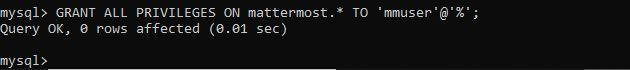 mysql> GRANT ALL PRIVILEGES ON mattermost.* TO 'mmuser'@'%';
Query OK, 0 rows affected (0.01 sec)
mysql>